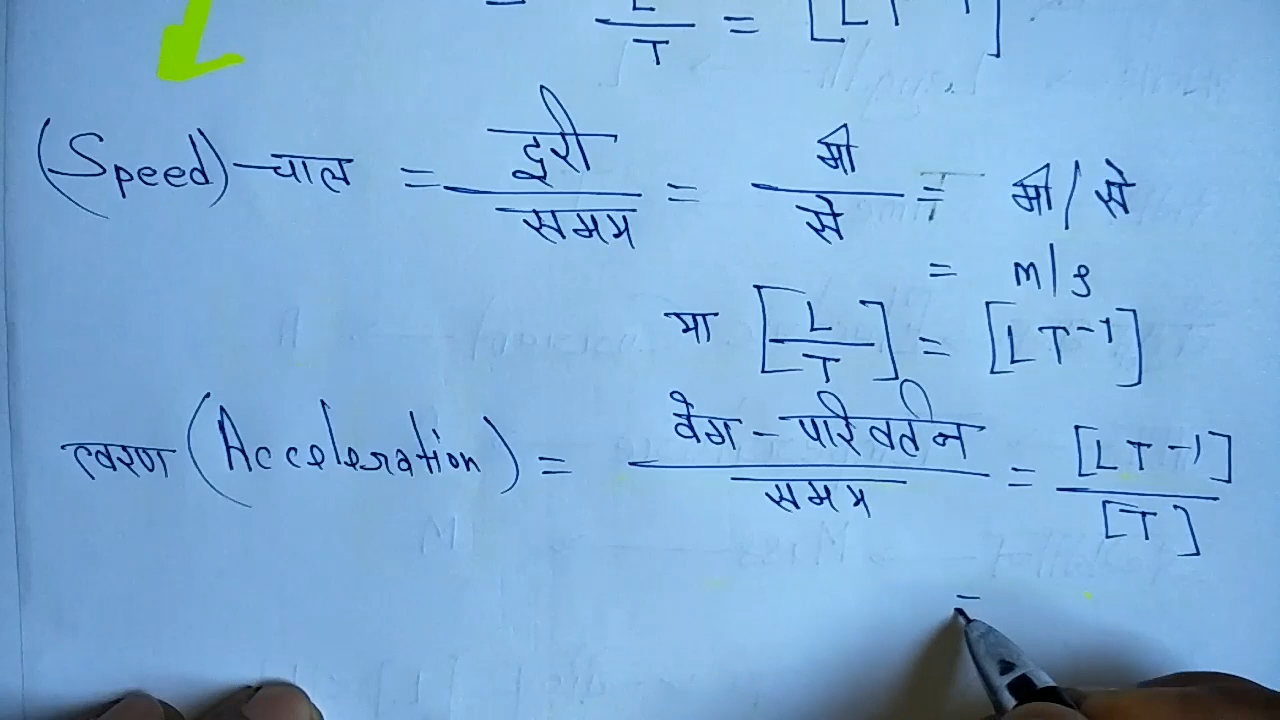 = L/T = [LT-1]
(Speed) - चाल = दूरी/समय = मी/से = मी/से
= m/s
या [L/T] = [LT-1]
त्वरण (Acceleration) = वेग - परिवर्तन/समय = [LT-1]/[T]
=